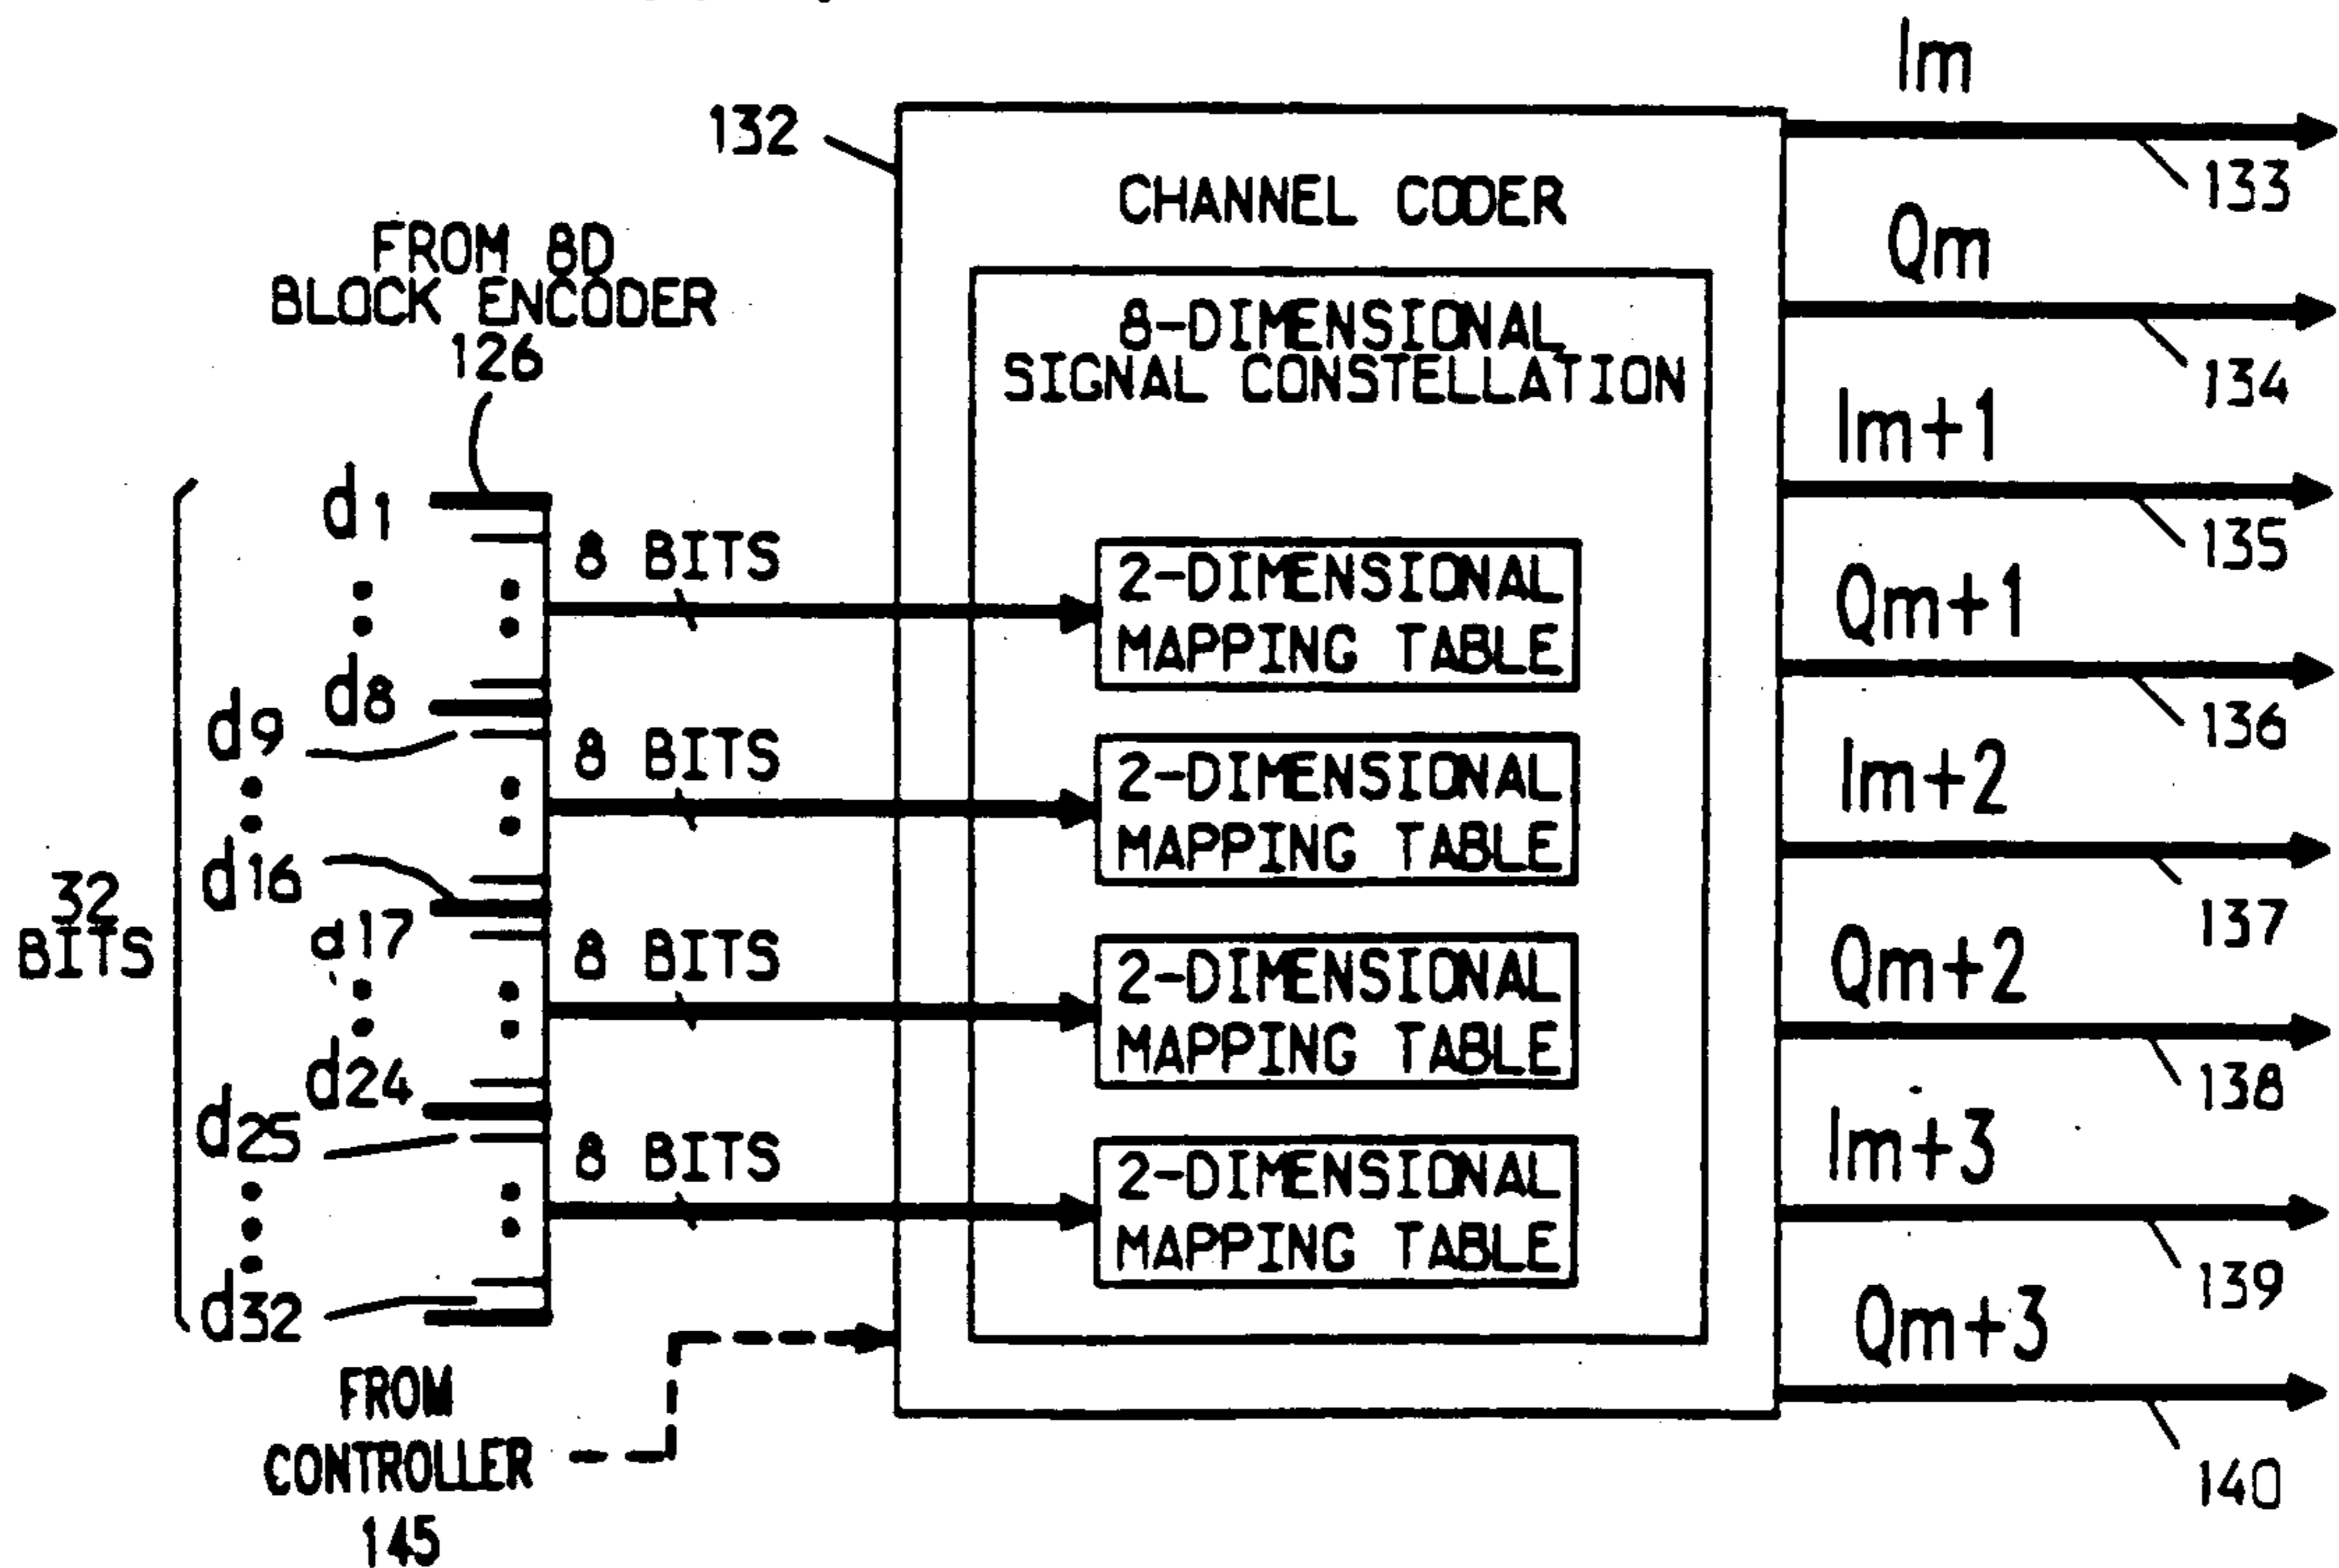 132
CHANNEL CODER
8-DIMENSIONAL
SIGNAL CONSTELLATION
FROM 8D
BLOCK ENCODER
126
32
BITS
d1
d8
d9
d16
d17
d24
d25
d32
8 BITS
8 BITS
8 BITS
8 BITS
2-DIMENSIONAL
MAPPING TABLE
2-DIMENSIONAL
MAPPING TABLE
2-DIMENSIONAL
MAPPING TABLE
2-DIMENSIONAL
MAPPING TABLE
FROM
CONTROLLER
145
Im
133
Qm
134
Im+1
135
Qm+1
136
Im+2
137
Qm+2
138
Im+3
139
Qm+3
140